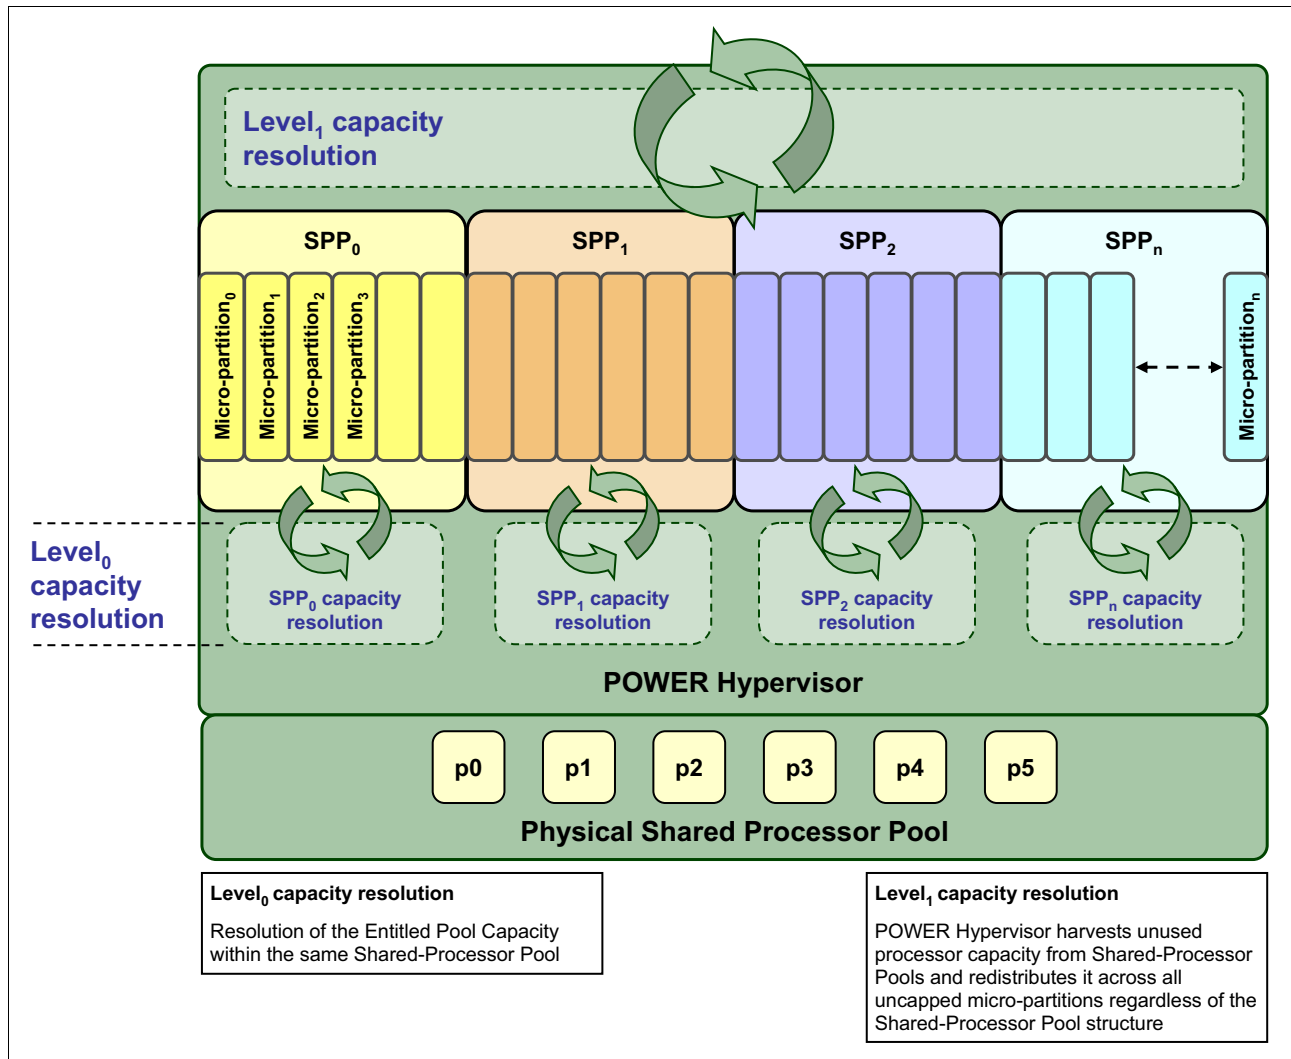 Level1 capacity
resolution
SPP0
SPP1
SPP2
SPPn
Micro-partition0
Micro-partition1
Micro-partition2
Micro-partition3
Micro-partitionn
Level0
capacity
resolution
SPP0 capacity
resolution
SPP1 capacity
resolution
SPP2 capacity
resolution
SPPn capacity
resolution
POWER Hypervisor
p0
p1
p2
p3
p4
p5
Physical Shared Processor Pool
Level0 capacity resolution
Resolution of the Entitled Pool Capacity
within the same Shared-Processor Pool
Level1 capacity resolution
POWER Hypervisor harvests unused
processor capacity from Shared-Processor
Pools and redistributes it across all
uncapped micro-partitions regardless of the
Shared-Processor Pool structure